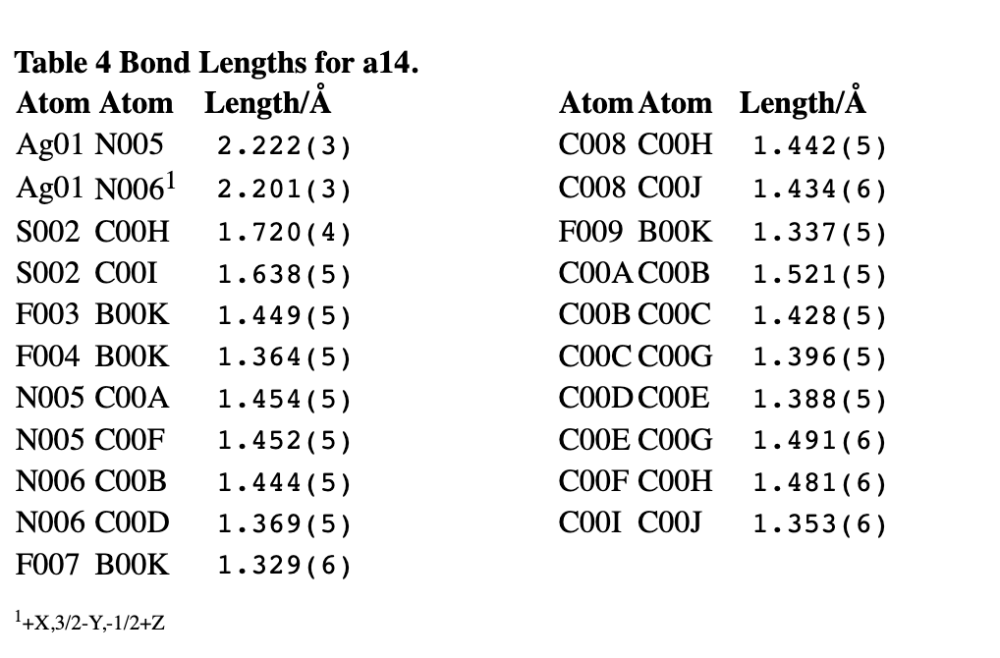 Table 4 Bond Lengths for a14.
Atom Atom Length/Å Atom Atom Length/Å
Ag01 N005 2.222(3) C008 C00H 1.442(5)
Ag01 N006¹ 2.201(3) C008 C00J 1.434(6)
S002 C00H 1.720(4) F009 B00K 1.337(5)
S002 C00I 1.638(5) C00A C00B 1.521(5)
F003 B00K 1.449(5) C00B C00C 1.428(5)
F004 B00K 1.364(5) C00C C00G 1.396(5)
N005 C00A 1.454(5) C00D C00E 1.388(5)
N005 C00F 1.452(5) C00E C00G 1.491(6)
N006 C00B 1.444(5) C00F C00H 1.481(6)
N006 C00D 1.369(5) C00I C00J 1.353(6)
F007 B00K 1.329(6)
¹+X,3/2-Y,-1/2+Z